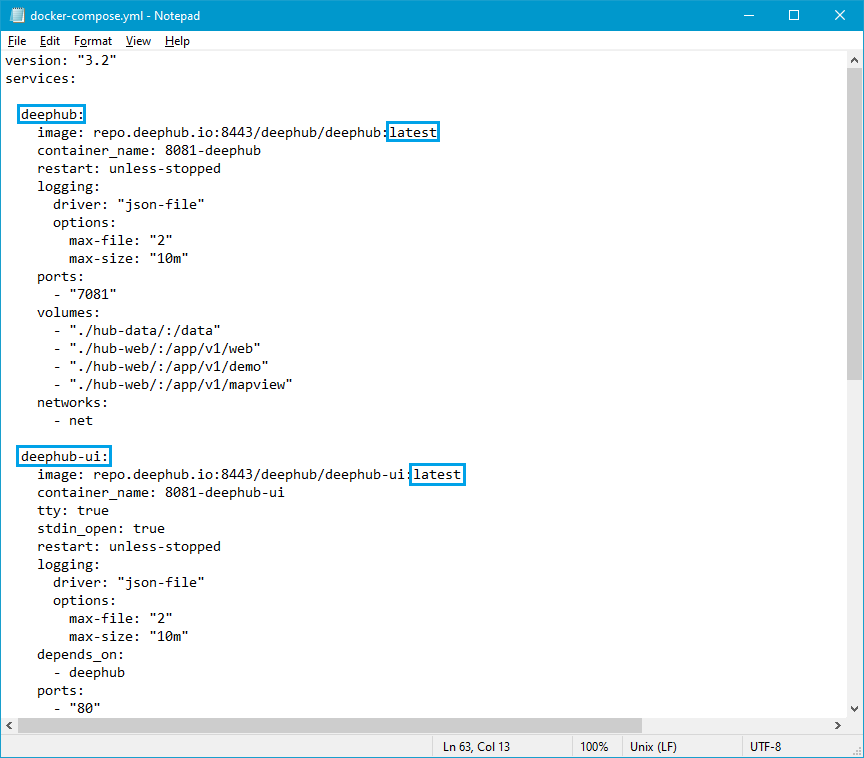 docker-compose.yml - Notepad
File Edit Format View Help
version: "3.2"
services:

  deephub:
    image: repo.deephub.io:8443/deephub/deephub:latest
    container_name: 8081-deephub
    restart: unless-stopped
    logging:
      driver: "json-file"
      options:
        max-file: "2"
        max-size: "10m"
    ports:
      - "7081"
    volumes:
      - "./hub-data/:/data"
      - "./hub-web/:/app/v1/web"
      - "./hub-web/:/app/v1/demo"
      - "./hub-web/:/app/v1/mapview"
    networks:
      - net

  deephub-ui:
    image: repo.deephub.io:8443/deephub/deephub-ui:latest
    container_name: 8081-deephub-ui
    tty: true
    stdin_open: true
    restart: unless-stopped
    logging:
      driver: "json-file"
      options:
        max-file: "2"
        max-size: "10m"
    depends_on:
      - deephub
    ports:
      - "80"
Ln 63, Col 13 100% Unix (LF) UTF-8